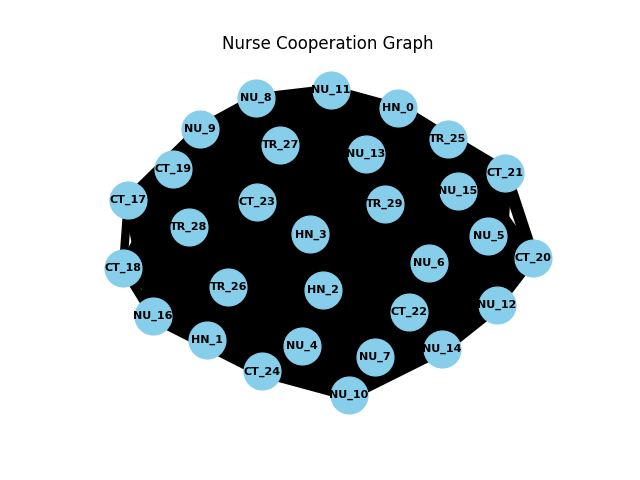 Nurse Cooperation Graph
NU_11
NU_8
HN_0
NU_9
TR_25
TR_27
NU_13
CT_19
CT_21
NU_15
CT_17
CT_23
TR_29
TR_28
HN_3
NU_5
CT_20
NU_6
CT_18
TR_26
HN_2
NU_12
CT_22
NU_16
HN_1
NU_4
NU_14
NU_7
CT_24
NU_10